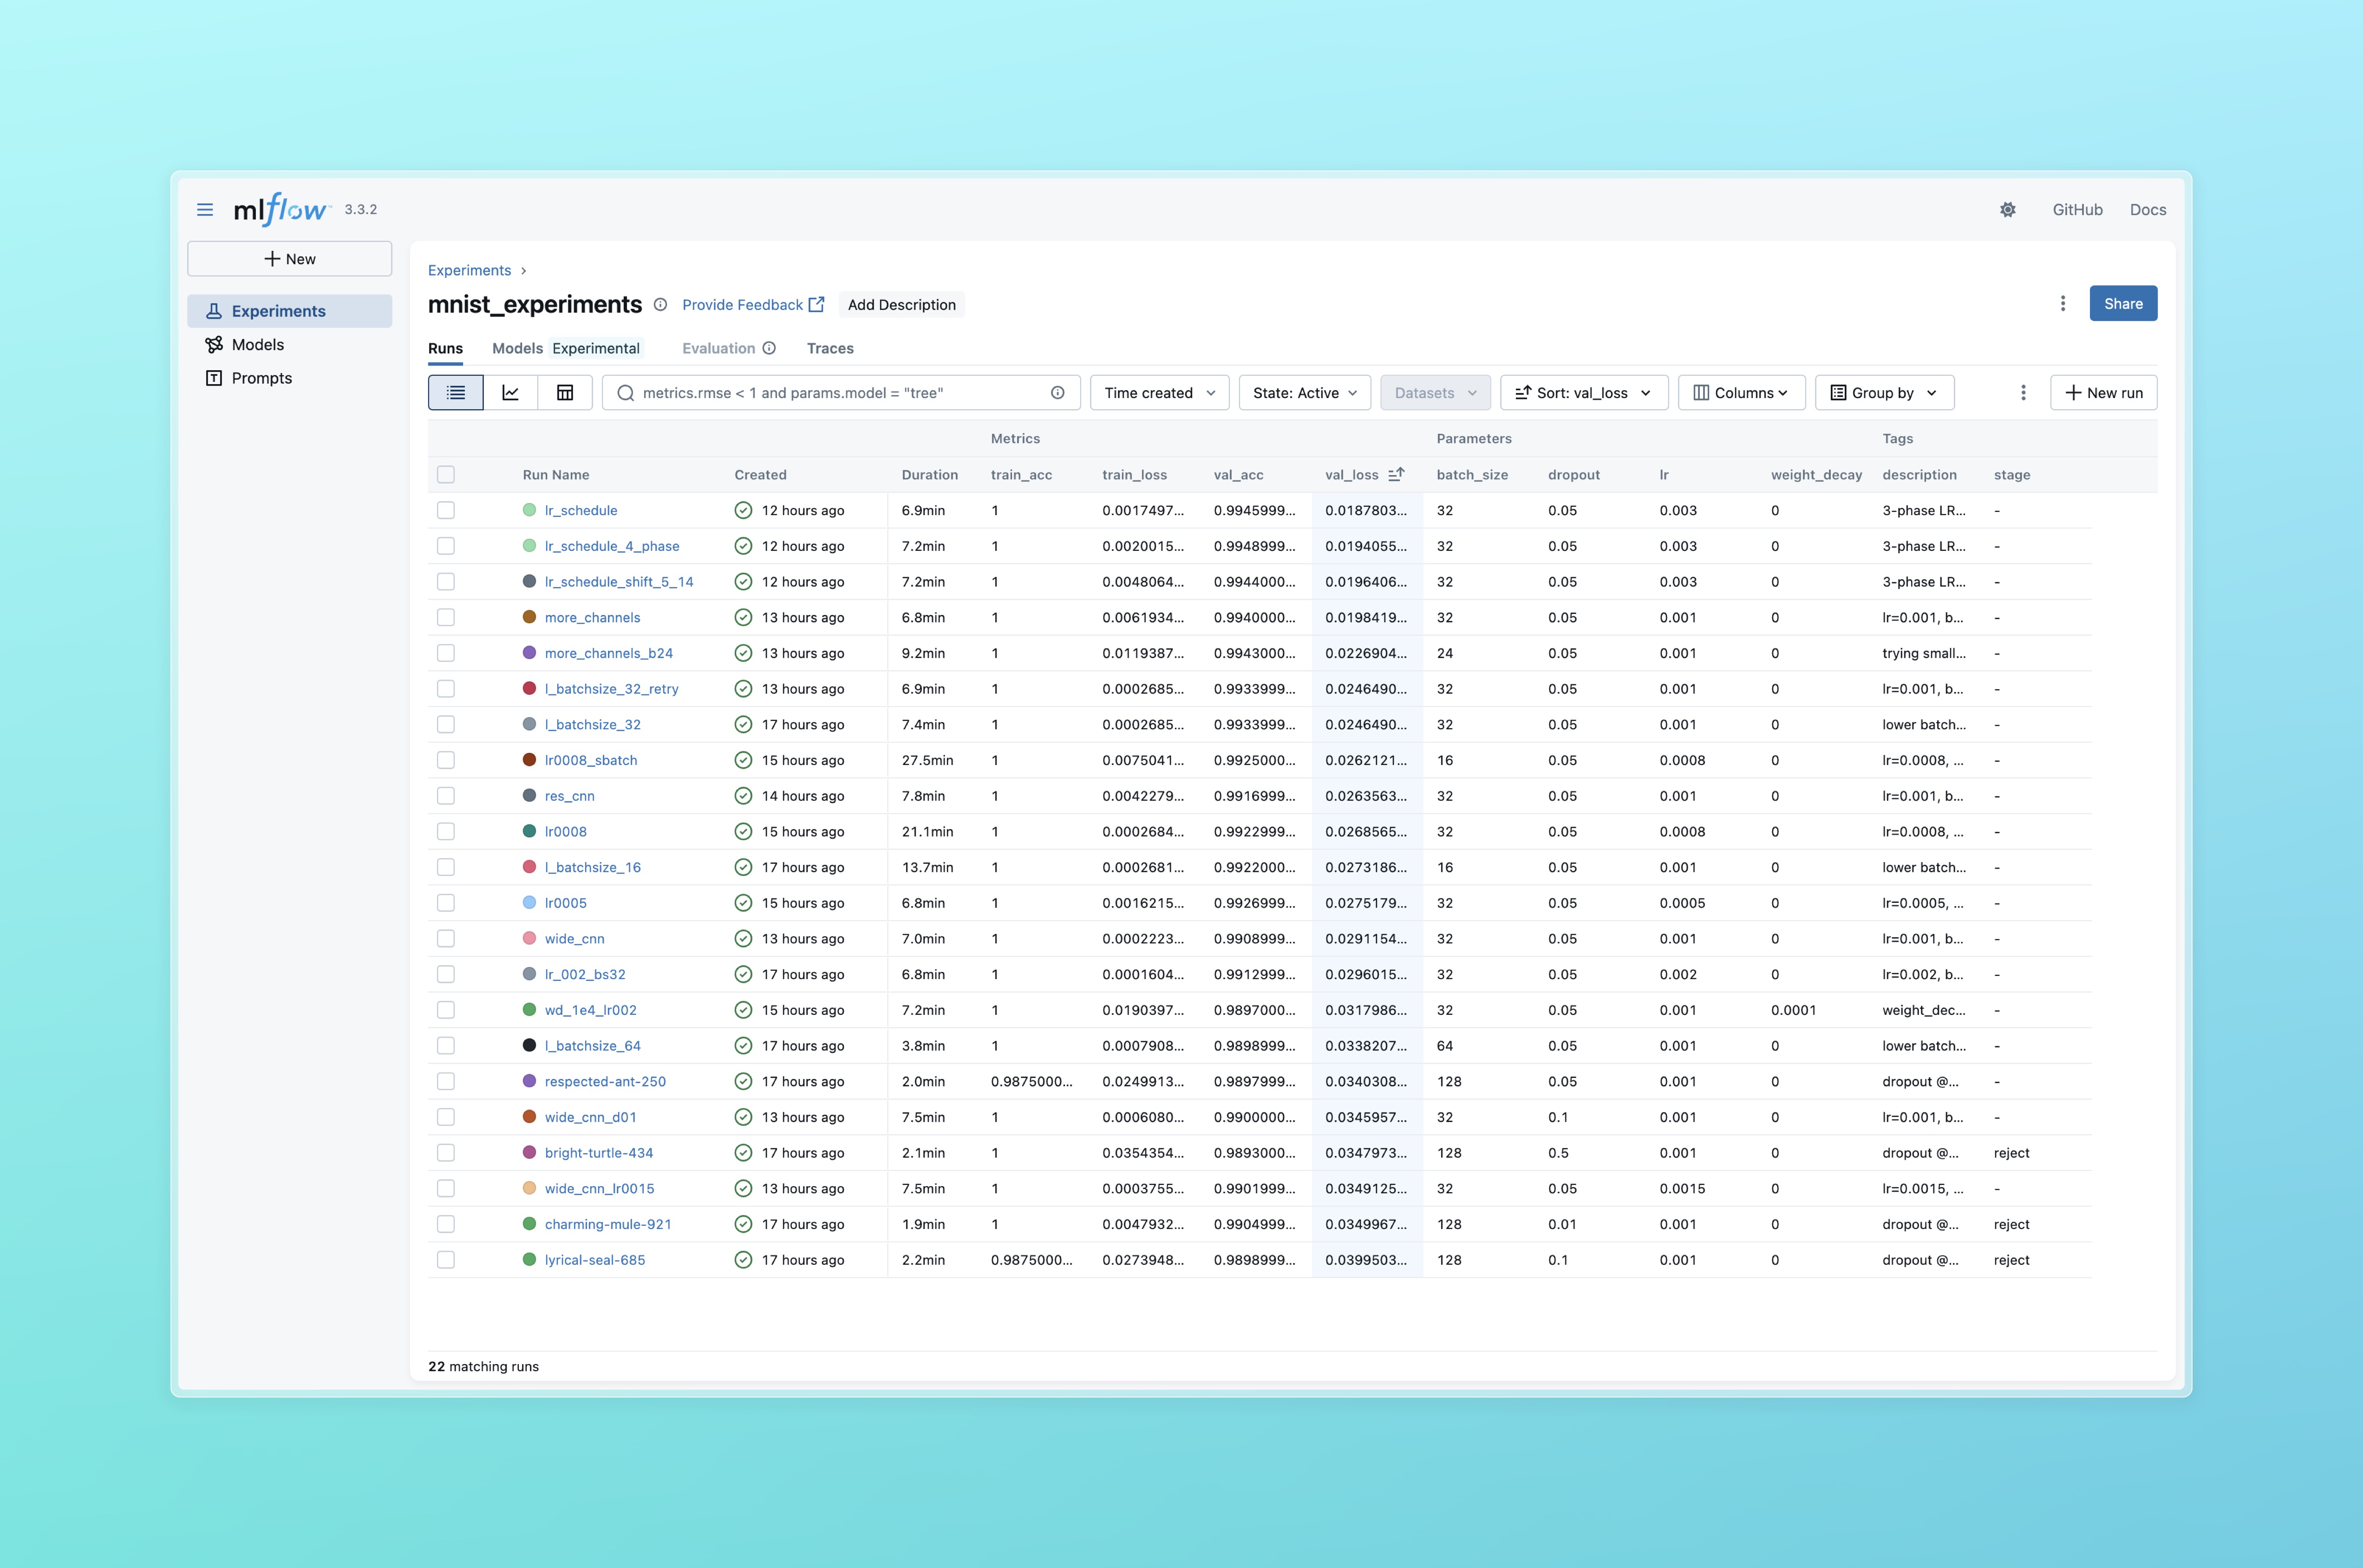 mlflow 3.3.2 GitHub Docs
New
Experiments
Models
Prompts
Experiments
mnist_experiments Provide Feedback Add Description Share
Runs Models Experimental Evaluation Traces
metrics.rmse < 1 and params.model = "tree" Time created State: Active Datasets Sort: val_loss Columns Group by New run
Metrics Parameters Tags
Run Name Created Duration train_acc train_loss val_acc val_loss batch_size dropout lr weight_decay description stage
lr_schedule 12 hours ago 6.9min 1 0.0017497... 0.9945999... 0.0187803... 32 0.05 0.003 0 3-phase LR... -
lr_schedule_4_phase 12 hours ago 7.2min 1 0.0020015... 0.9948999... 0.0194055... 32 0.05 0.003 0 3-phase LR... -
lr_schedule_shift_5_14 12 hours ago 7.2min 1 0.0048064... 0.9944000... 0.0196406... 32 0.05 0.003 0 3-phase LR... -
more_channels 13 hours ago 6.8min 1 0.0061934... 0.9940000... 0.0198419... 32 0.05 0.001 0 lr=0.001, b... -
more_channels_b24 13 hours ago 9.2min 1 0.0119387... 0.9943000... 0.0226904... 24 0.05 0.001 0 trying small... -
l_batchsize_32_retry 13 hours ago 6.9min 1 0.0002685... 0.9933999... 0.0246490... 32 0.05 0.001 0 lr=0.001, b... -
l_batchsize_32 17 hours ago 7.4min 1 0.0002685... 0.9933999... 0.0246490... 32 0.05 0.001 0 lower batch... -
lr0008_sbatch 15 hours ago 27.5min 1 0.0075041... 0.9925000... 0.0262121... 16 0.05 0.0008 0 lr=0.0008, ... -
res_cnn 14 hours ago 7.8min 1 0.0042279... 0.9916999... 0.0263563... 32 0.05 0.001 0 lr=0.001, b... -
lr0008 15 hours ago 21.1min 1 0.0002684... 0.9922999... 0.0268565... 32 0.05 0.0008 0 lr=0.0008, ... -
l_batchsize_16 17 hours ago 13.7min 1 0.0002681... 0.9922000... 0.0273186... 16 0.05 0.001 0 lower batch... -
lr0005 15 hours ago 6.8min 1 0.0016215... 0.9926999... 0.0275179... 32 0.05 0.0005 0 lr=0.0005, ... -
wide_cnn 13 hours ago 7.0min 1 0.0002223... 0.9908999... 0.0291154... 32 0.05 0.001 0 lr=0.001, b... -
lr_002_bs32 17 hours ago 6.8min 1 0.0001604... 0.9912999... 0.0296015... 32 0.05 0.002 0 lr=0.002, b... -
wd_1e4_lr002 15 hours ago 7.2min 1 0.0190397... 0.9897000... 0.0317986... 32 0.05 0.001 0.0001 weight_dec... -
l_batchsize_64 17 hours ago 3.8min 1 0.0007908... 0.9898999... 0.0338207... 64 0.05 0.001 0 lower batch... -
respected-ant-250 17 hours ago 2.0min 0.9875000... 0.0249913... 0.9897999... 0.0340308... 128 0.05 0.001 0 dropout @... -
wide_cnn_d01 13 hours ago 7.5min 1 0.0006080... 0.9900000... 0.0345957... 32 0.1 0.001 0 lr=0.001, b... -
bright-turtle-434 17 hours ago 2.1min 1 0.0354354... 0.9893000... 0.0347973... 128 0.5 0.001 0 dropout @... reject
wide_cnn_lr0015 13 hours ago 7.5min 1 0.0003755... 0.9901999... 0.0349125... 32 0.05 0.0015 0 lr=0.0015, ... -
charming-mule-921 17 hours ago 1.9min 1 0.0047932... 0.9904999... 0.0349967... 128 0.01 0.001 0 dropout @... reject
lyrical-seal-685 17 hours ago 2.2min 0.9875000... 0.0273948... 0.9898999... 0.0399503... 128 0.1 0.001 0 dropout @... reject
22 matching runs